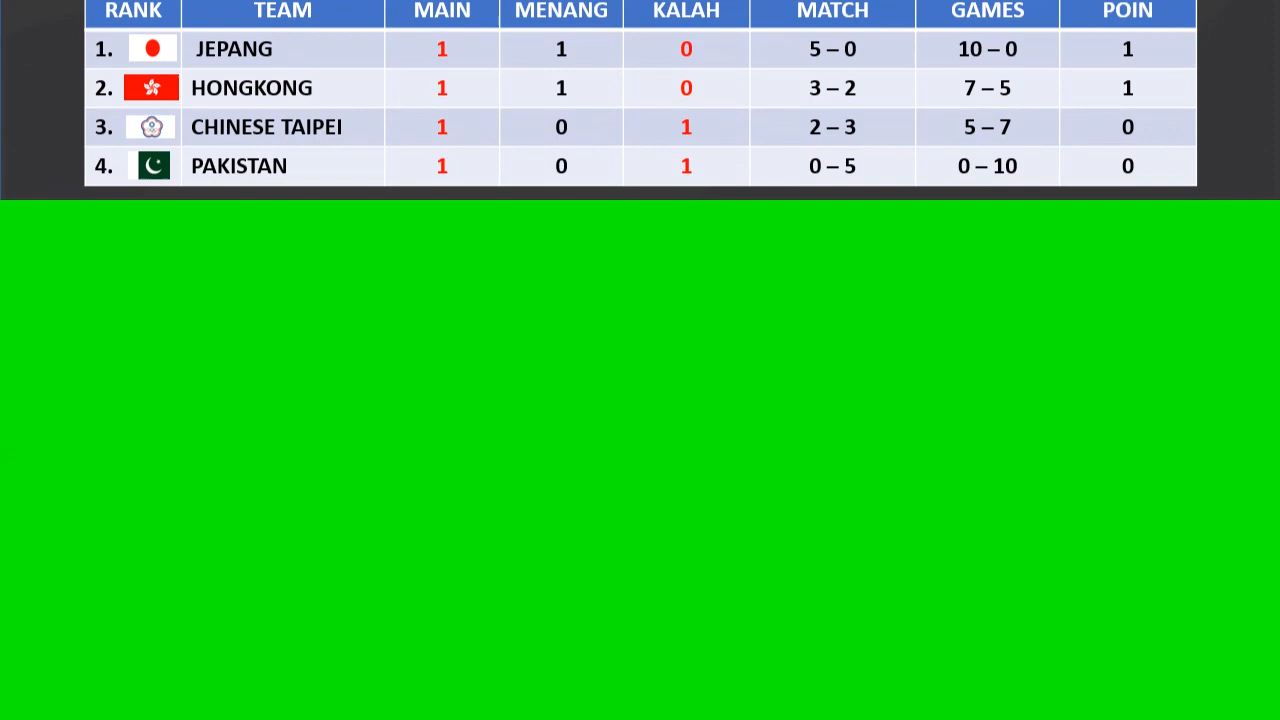 RANK TEAM MAIN MENANG KALAH MATCH GAMES POIN
1. JEPANG 1 1 0 5 – 0 10 – 0 1
2. HONGKONG 1 1 0 3 – 2 7 – 5 1
3. CHINESE TAIPEI 1 0 1 2 – 3 5 – 7 0
4. PAKISTAN 1 0 1 0 – 5 0 – 10 0